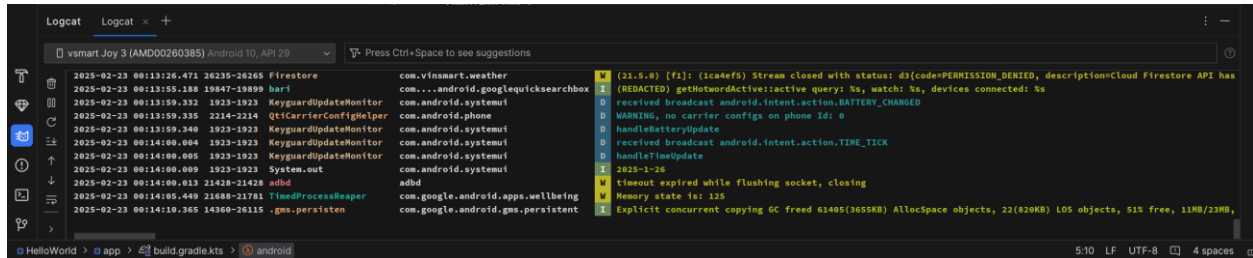 Logcat Logcat × +
vsmart Joy 3 (AMD00260385) Android 10, API 29 Press Ctrl+Space to see suggestions
2025-02-23 00:13:26.471 26235-26265 Firestore com.vinsmart.weather W (21.5.0) [f1]: (1ca4ef5) Stream closed with status: d3{code=PERMISSION_DENIED, description=Cloud Firestore API has
2025-02-23 00:13:55.188 19847-19899 bari com....android.googlequicksearchbox I (REDACTED) getHotwordActive::active query: %s, watch: %s, devices connected: %s
2025-02-23 00:13:59.332 1923-1923 KeyguardUpdateMonitor com.android.systemui D received broadcast android.intent.action.BATTERY_CHANGED
2025-02-23 00:13:59.335 2214-2214 QtiCarrierConfigHelper com.android.phone D WARNING, no carrier configs on phone Id: 0
2025-02-23 00:13:59.340 1923-1923 KeyguardUpdateMonitor com.android.systemui D handleBatteryUpdate
2025-02-23 00:14:00.004 1923-1923 KeyguardUpdateMonitor com.android.systemui D received broadcast android.intent.action.TIME_TICK
2025-02-23 00:14:00.005 1923-1923 KeyguardUpdateMonitor com.android.systemui D handleTimeUpdate
2025-02-23 00:14:00.009 1923-1923 System.out com.android.systemui I 2025-1-26
2025-02-23 00:14:00.013 21428-21428 adbd adbd W timeout expired while flushing socket, closing
2025-02-23 00:14:05.449 21688-21781 TimedProcessReaper com.google.android.apps.wellbeing W Memory state is: 125
2025-02-23 00:14:10.365 14360-26115 .gms.persisten com.google.android.gms.persistent I Explicit concurrent copying GC freed 61405(3655KB) AllocSpace objects, 22(820KB) LOS objects, 51% free, 11MB/23MB,
HelloWorld > app > build.gradle.kts > android 5:10 LF UTF-8 4 spaces